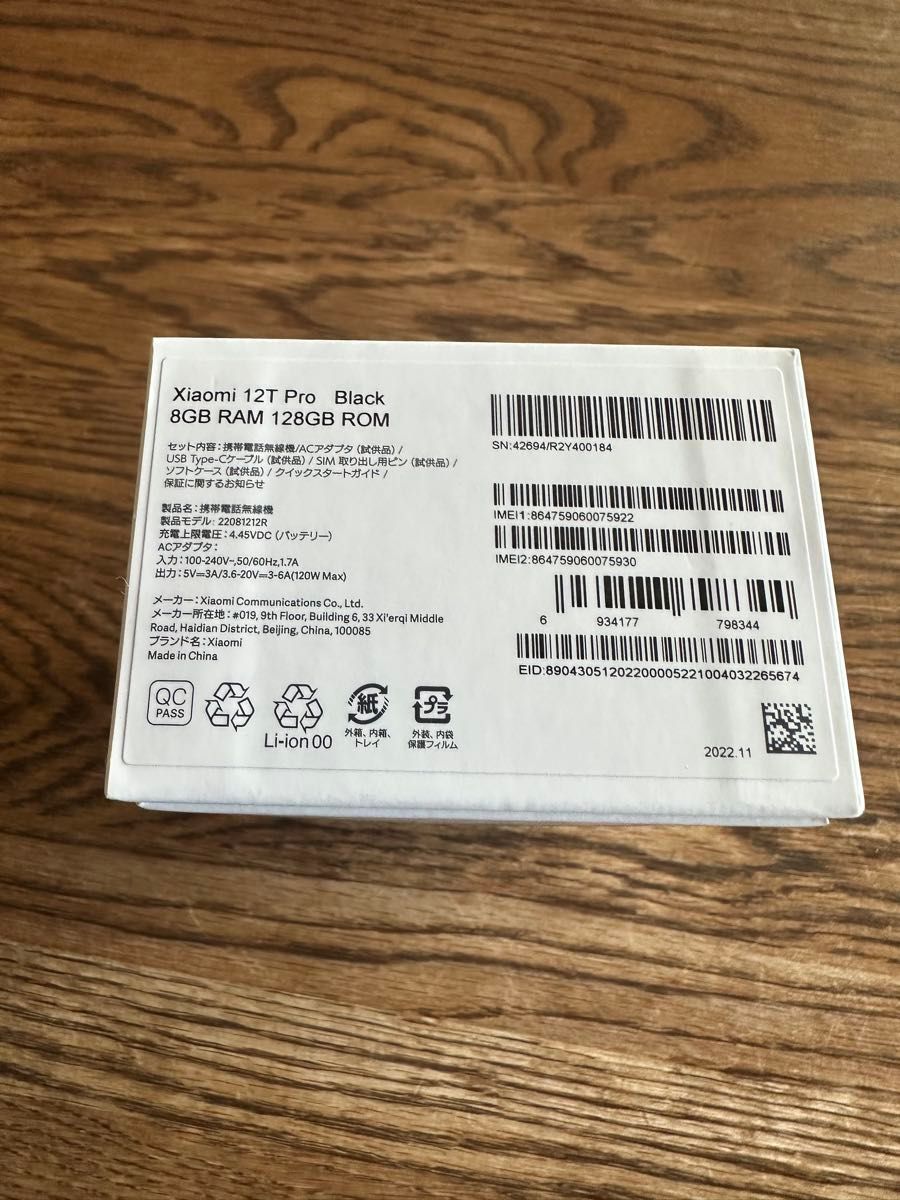 Xiaomi 12T Pro Black
8GB RAM 128GB ROM
セット内容：携帯電話無線機/ACアダプタ（試供品）/
USB Type-Cケーブル（試供品）/ SIM 取り出し用ピン（試供品）/
ソフトケース（試供品）/ クイックスタートガイド /
保証に関するお知らせ
製品名：携帯電話無線機
製品モデル: 22081212R
充電上限電圧：4.45VDC（バッテリー）
ACアダプタ：
入力：100-240V~,50/60Hz,1.7A
出力：5V⎓3A/3.6-20V⎓3-6A(120W Max)
メーカー：Xiaomi Communications Co., Ltd.
メーカー所在地：#019, 9th Floor, Building 6, 33 Xi'erqi Middle
Road, Haidian District, Beijing, China, 100085
ブランド名：Xiaomi
Made in China
QC
PASS
Li-ion 00
紙
外箱、内箱、
トレイ
プラ
外装、内袋
保護フィルム
SN:42694/R2Y400184
IMEI1:864759060075922
IMEI2:864759060075930
6 934177 798344
EID:89043051202200005221004032265674
2022.11